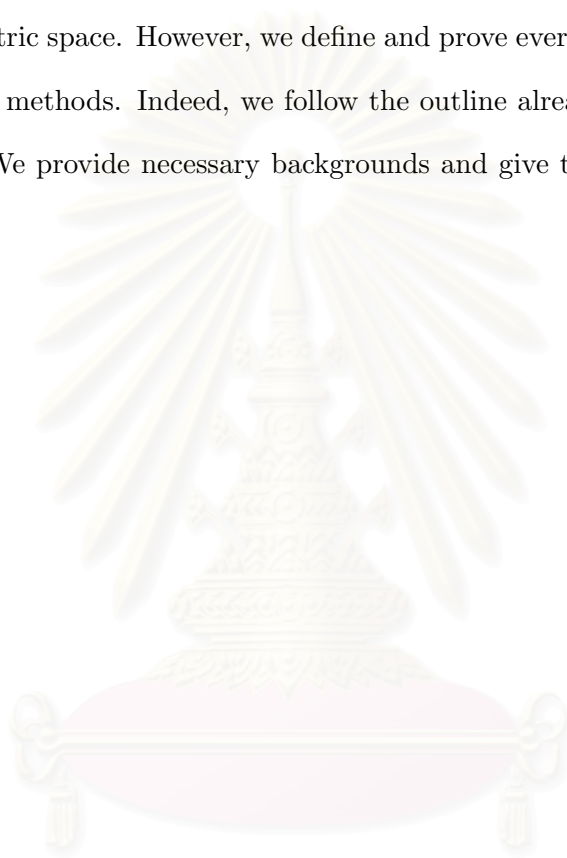 tric space. However, we define and prove ever
methods. Indeed, we follow the outline alrea
We provide necessary backgrounds and give t